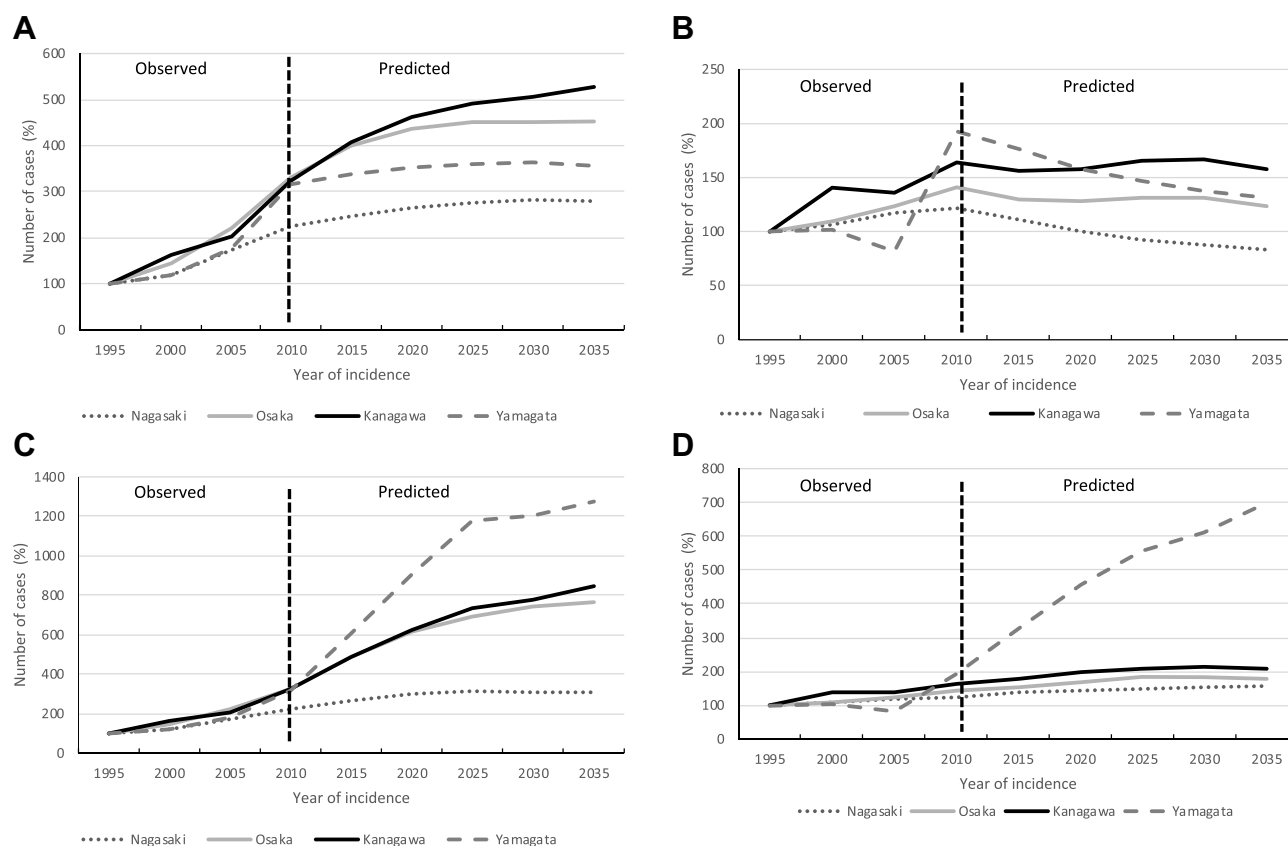 A
600
Observed
Predicted
500
400
300
200
100
0
Number of cases (%)
1995 2000 2005 2010 2015 2020 2025 2030 2035
Year of incidence
Nagasaki Osaka Kanagawa Yamagata
B
250
Observed
Predicted
200
150
100
50
0
Number of cases (%)
1995 2000 2005 2010 2015 2020 2025 2030 2035
Year of incidence
Nagasaki Osaka Kanagawa Yamagata
C
1400
Observed
Predicted
1200
1000
800
600
400
200
0
Number of cases (%)
1995 2000 2005 2010 2015 2020 2025 2030 2035
Year of incidence
Nagasaki Osaka Kanagawa Yamagata
D
800
Observed
Predicted
700
600
500
400
300
200
100
0
Number of cases (%)
1995 2000 2005 2010 2015 2020 2025 2030 2035
Year of incidence
Nagasaki Osaka Kanagawa Yamagata